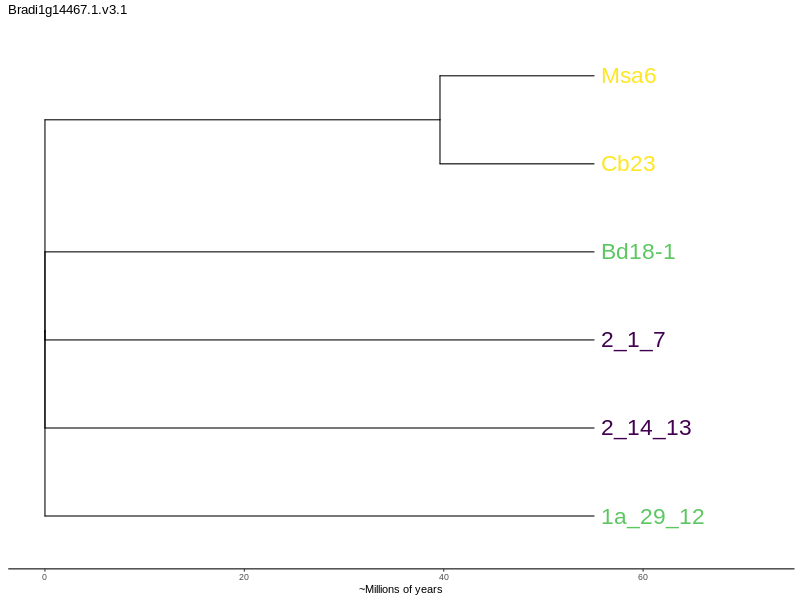 Bradi1g14467.1.v3.1
Msa6
Cb23
Bd18-1
2_1_7
2_14_13
1a_29_12
0 20 40 60
~Millions of years